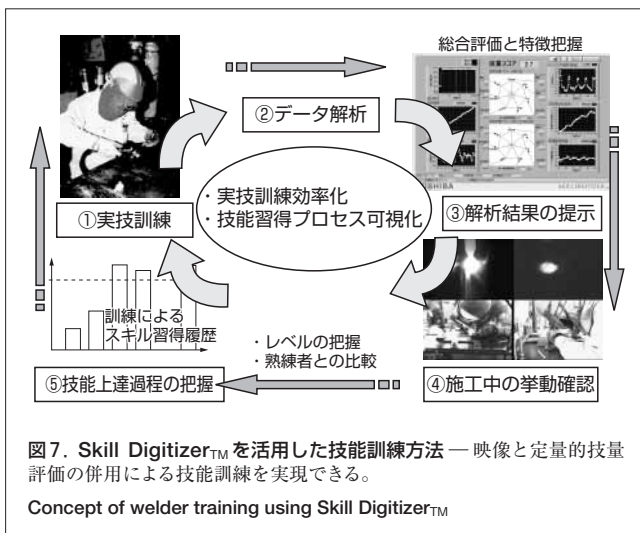 総合評価と特徴把握
技量スコア 2.7
②データ解析
・実技訓練効率化
・技能習得プロセス可視化
①実技訓練
③解析結果の提示
訓練による
スキル習得履歴
・レベルの把握
・熟練者との比較
⑤技能上達過程の把握
④施工中の挙動確認
図7. Skill Digitizer™を活用した技能訓練方法 — 映像と定量的技量
評価の併用による技能訓練を実現できる。
Concept of welder training using Skill Digitizer™